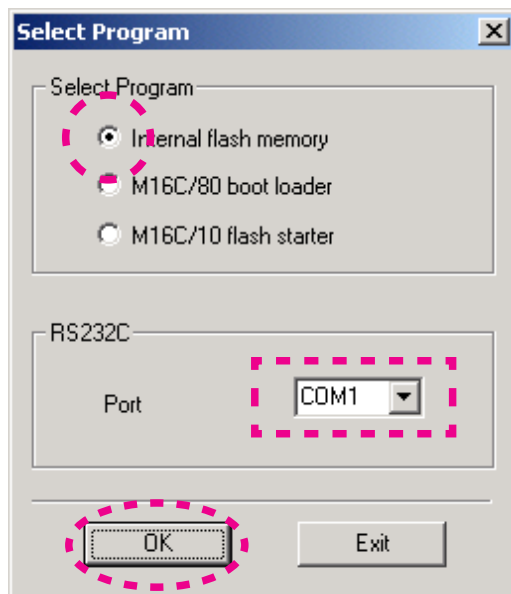 Select Program
Select Program
Internal flash memory
M16C/80 boot loader
M16C/10 flash starter
RS232C
Port
COM1
OK
Exit